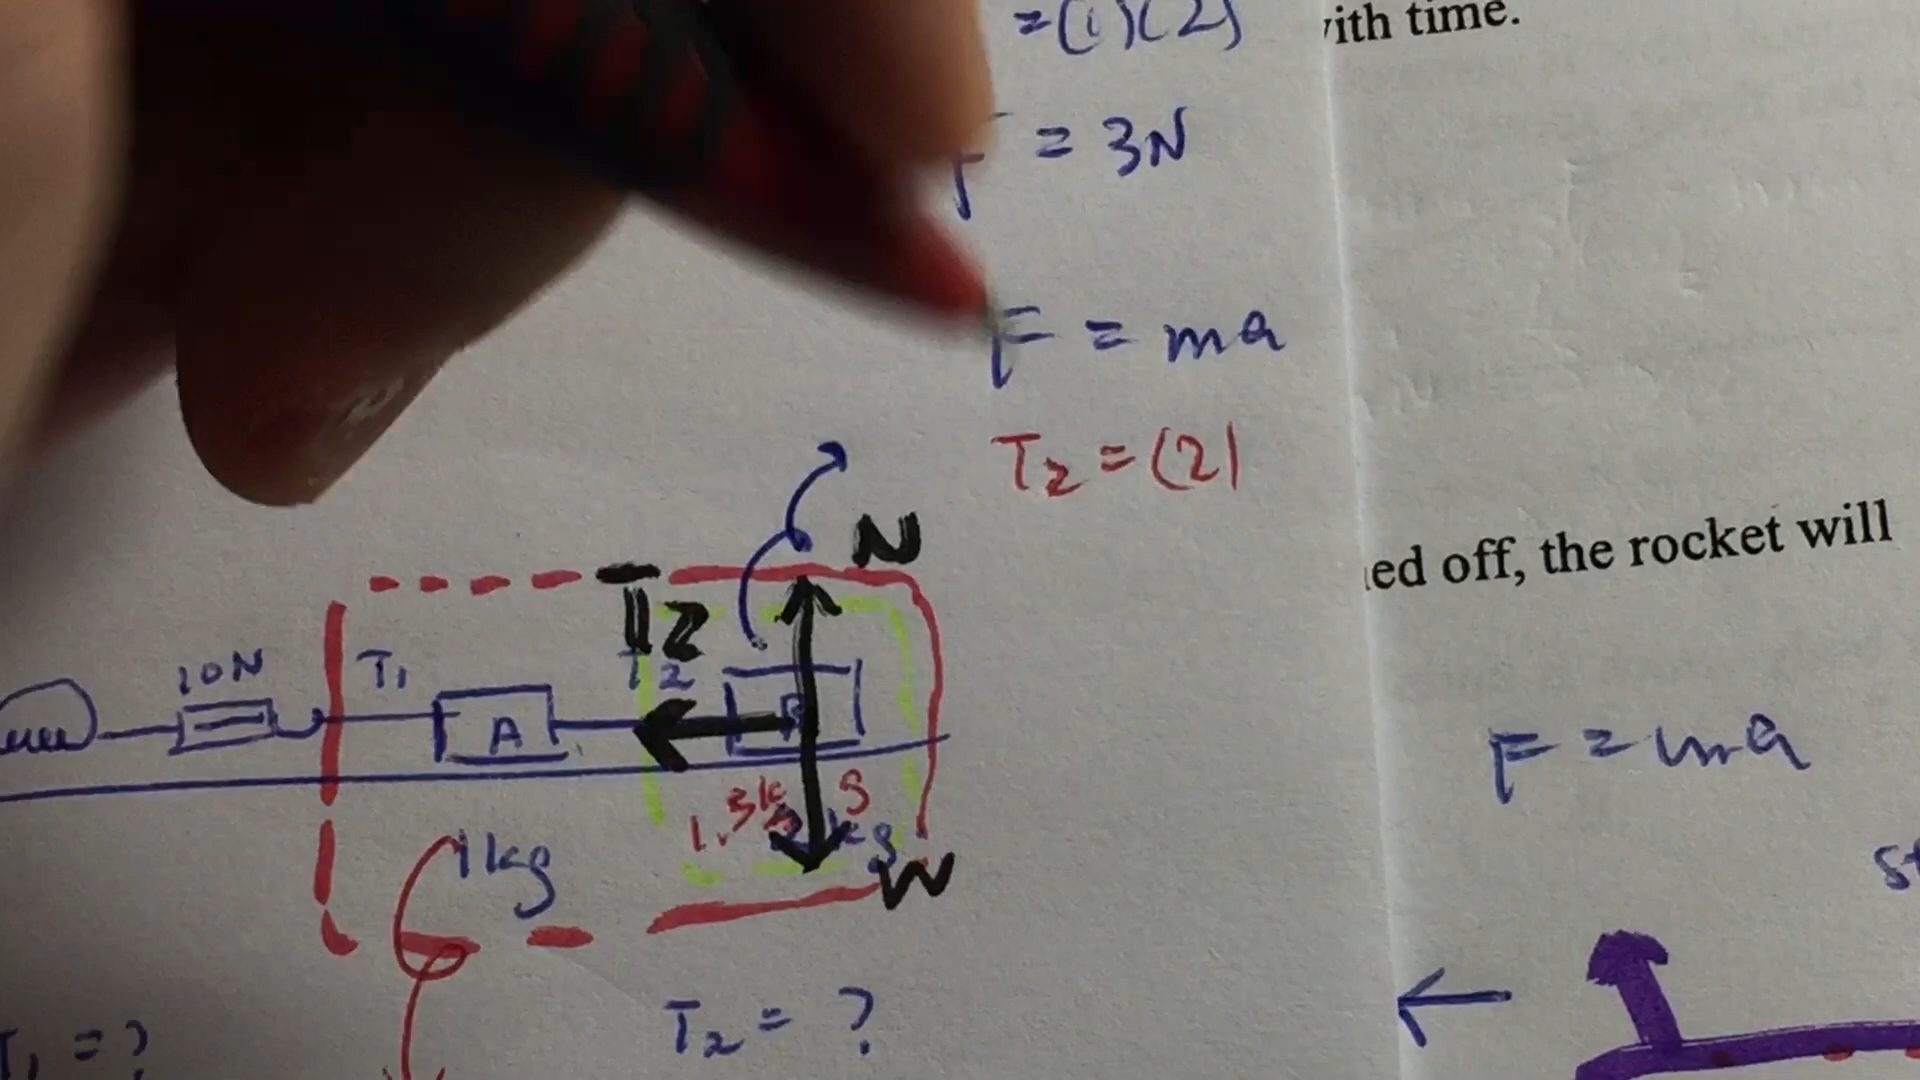 =(1)(2)
with time.
= 3N
F = ma
T2 = (2)
N
ed off, the rocket will
T2
10N
T1
T2
A
F = ma
1kg
W
T2 = ?
T1 = ?